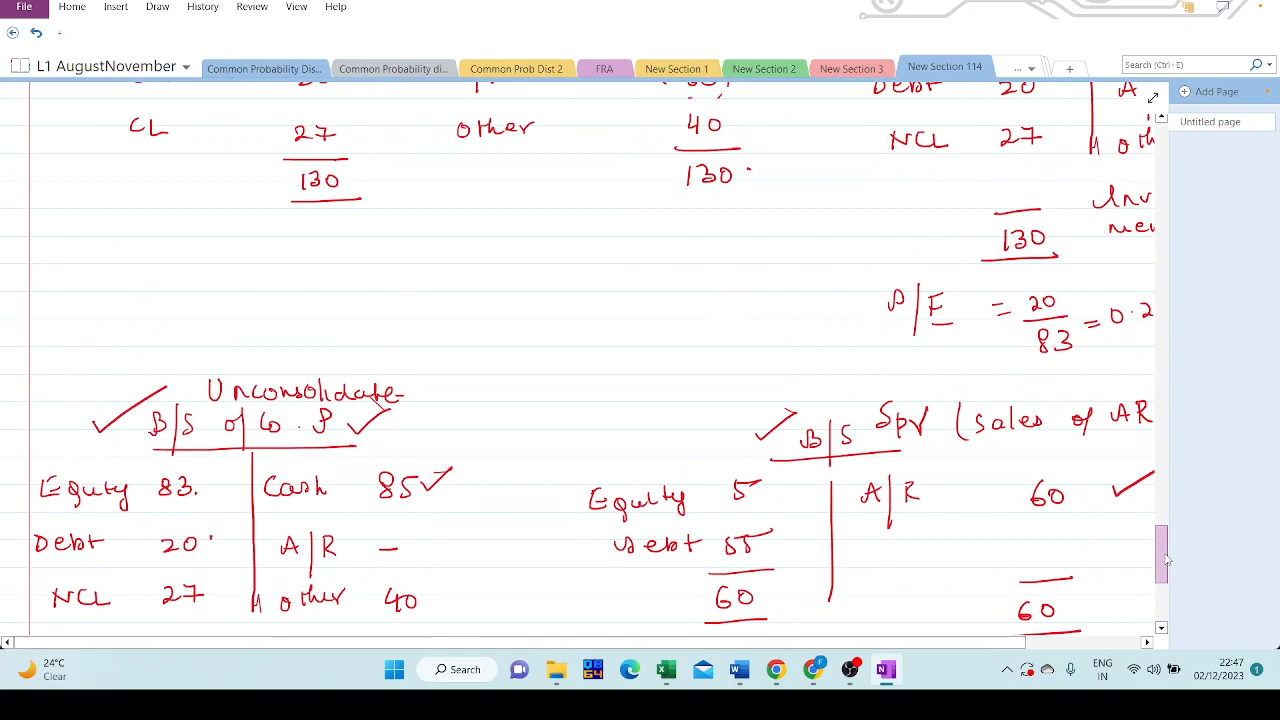 File Home Insert Draw History Review View Help
L1 AugustNovember
Common Probability Dis... Common Probability di... Common Prob Dist 2 FRA New Section 1 New Section 2 New Section 3 New Section 114 ... +
Search (Ctrl+E)
Add Page
Untitled page
Debt 20 A
CL 27 other 40
NCL 27 oth
130 130
Inv
men
130
D/E = 20/83 = 0.2
Unconsolidate
B/S of Co. P
B/S Spv (Sales of AR
Equity 83. Cash 85
Equity 5 A/R 60
Debt 20 A/R -
Debt 55
NCL 27 other 40
60 60
24°C
Clear
Search
ENG
IN
22:47
02/12/2023